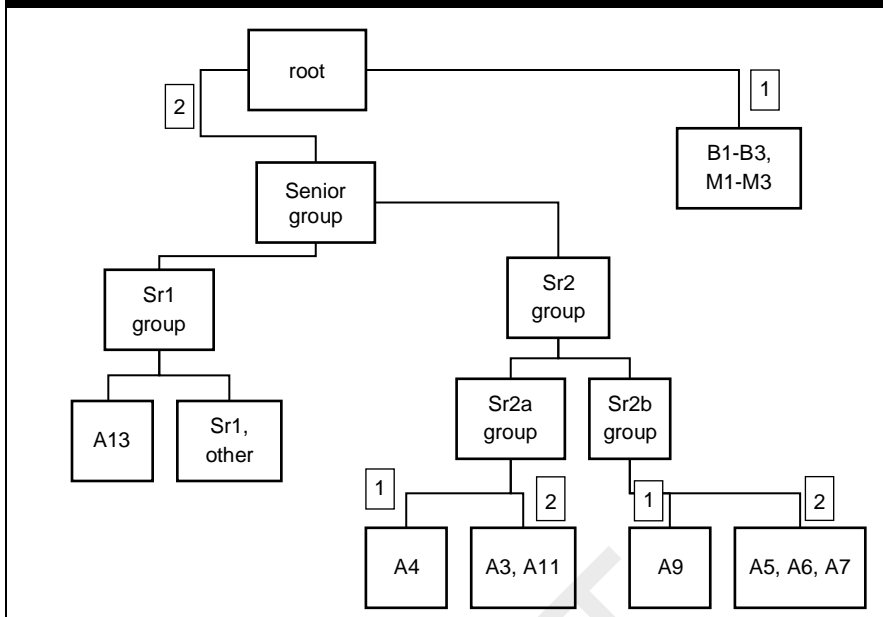 root
2
1
B1-B3,
M1-M3
Senior
group
Sr1
group
Sr2
group
A13
Sr1,
other
Sr2a
group
Sr2b
group
1
2
1
2
A4
A3, A11
A9
A5, A6, A7